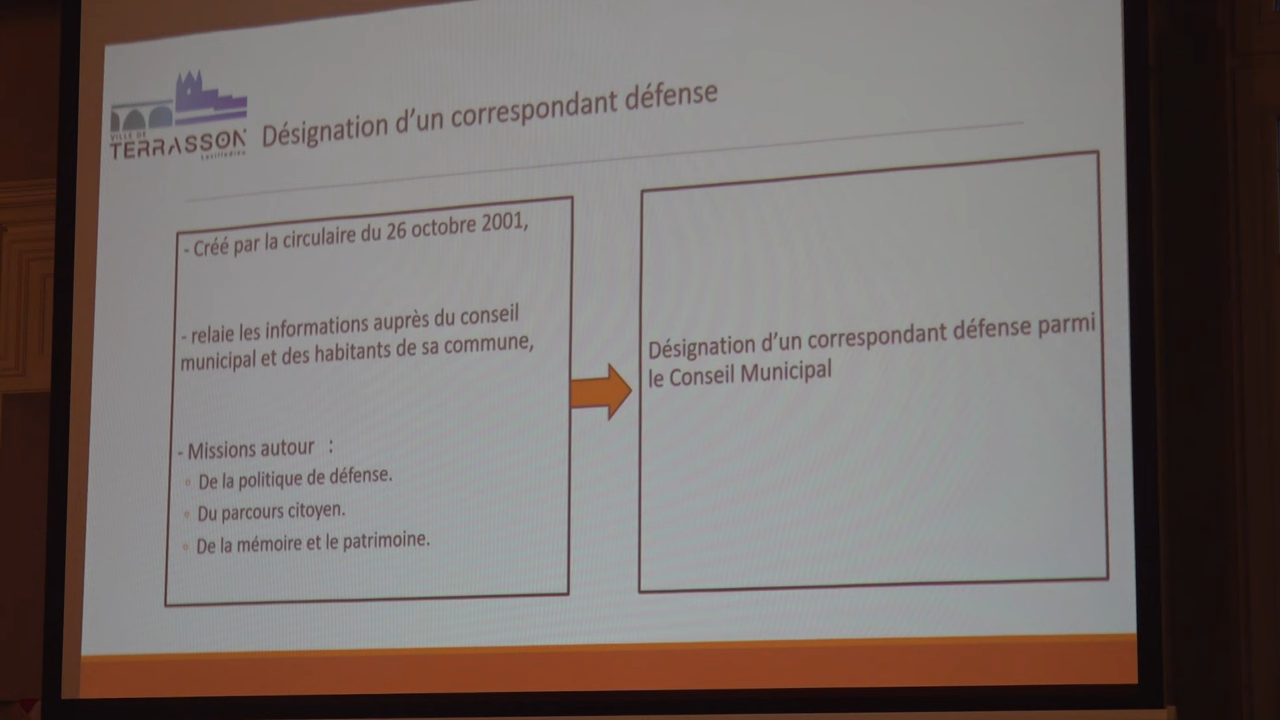 VILLE DE
TERRASSON
Lavilledieu
Désignation d'un correspondant défense
- Créé par la circulaire du 26 octobre 2001,
- relaie les informations auprès du conseil
municipal et des habitants de sa commune,
- Missions autour :
De la politique de défense.
Du parcours citoyen.
De la mémoire et le patrimoine.
Désignation d'un correspondant défense parmi
le Conseil Municipal